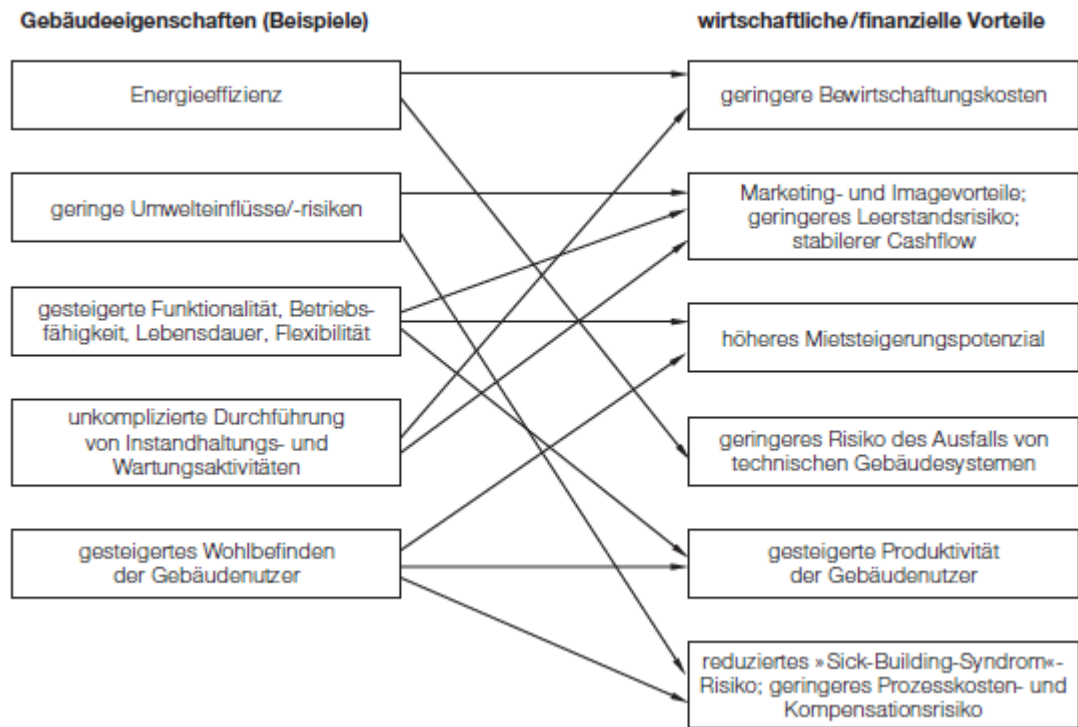 Gebäudeeigenschaften (Beispiele)
wirtschaftliche/finanzielle Vorteile
Energieeffizienz
geringe Umwelteinflüsse/-risiken
gesteigerte Funktionalität, Betriebs-
fähigkeit, Lebensdauer, Flexibilität
unkomplizierte Durchführung
von Instandhaltungs- und
Wartungsaktivitäten
gesteigertes Wohlbefinden
der Gebäudenutzer
geringere Bewirtschaftungskosten
Marketing- und Imagevorteile;
geringeres Leerstandsrisiko;
stabilerer Cashflow
höheres Mietsteigerungspotenzial
geringeres Risiko des Ausfalls von
technischen Gebäudesystemen
gesteigerte Produktivität
der Gebäudenutzer
reduziertes »Sick-Building-Syndrom«-
Risiko; geringeres Prozesskosten- und
Kompensationsrisiko